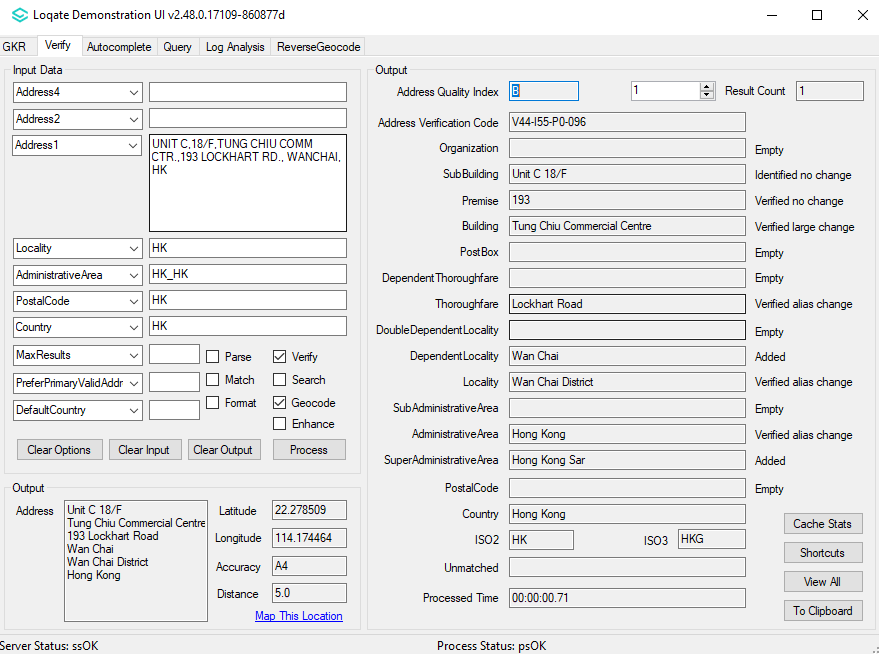 Loqate Demonstration UI v2.48.0.17109-860877d
GKR Verify Autocomplete Query Log Analysis ReverseGeocode
Input Data
Address4
Address2
Address1 UNIT C,18/F,TUNG CHIU COMM
CTR.,193 LOCKHART RD., WANCHAI,
HK
Locality HK
AdministrativeArea HK_HK
PostalCode HK
Country HK
MaxResults Parse Verify
PreferPrimaryValidAddr Match Search
DefaultCountry Format Geocode
Enhance
Clear Options Clear Input Clear Output Process
Output
Address Unit C 18/F
Tung Chiu Commercial Centre
193 Lockhart Road
Wan Chai
Wan Chai District
Hong Kong
Latitude 22.278509
Longitude 114.174464
Accuracy A4
Distance 5.0
Map This Location
Output
Address Quality Index B 1 Result Count 1
Address Verification Code V44-I55-P0-096
Organization Empty
SubBuilding Unit C 18/F Identified no change
Premise 193 Verified no change
Building Tung Chiu Commercial Centre Verified large change
PostBox Empty
DependentThoroughfare Empty
Thoroughfare Lockhart Road Verified alias change
DoubleDependentLocality Empty
DependentLocality Wan Chai Added
Locality Wan Chai District Verified alias change
SubAdministrativeArea Empty
AdministrativeArea Hong Kong Verified alias change
SuperAdministrativeArea Hong Kong Sar Added
PostalCode Empty
Country Hong Kong
ISO2 HK ISO3 HKG
Unmatched
Processed Time 00:00:00.71
Cache Stats
Shortcuts
View All
To Clipboard
Server Status: ssOK Process Status: psOK